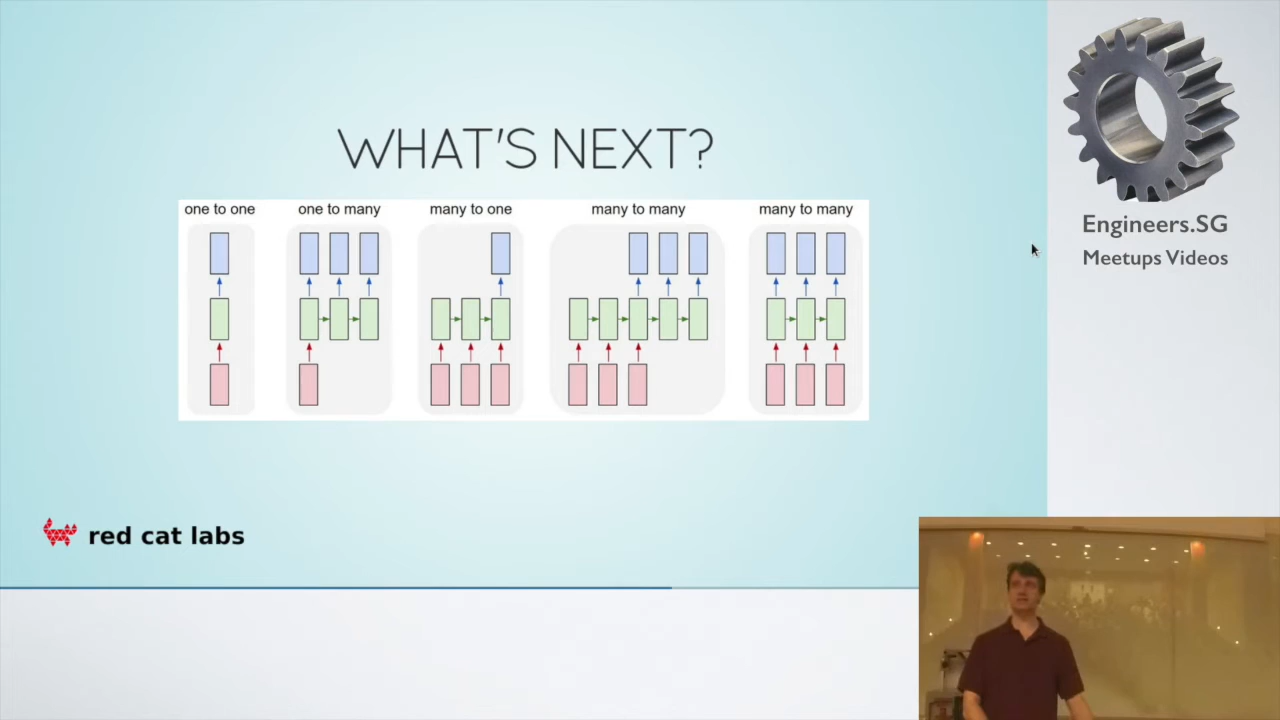 WHAT'S NEXT?
one to one
one to many
many to one
many to many
many to many
red cat labs
Engineers.SG
Meetups Videos